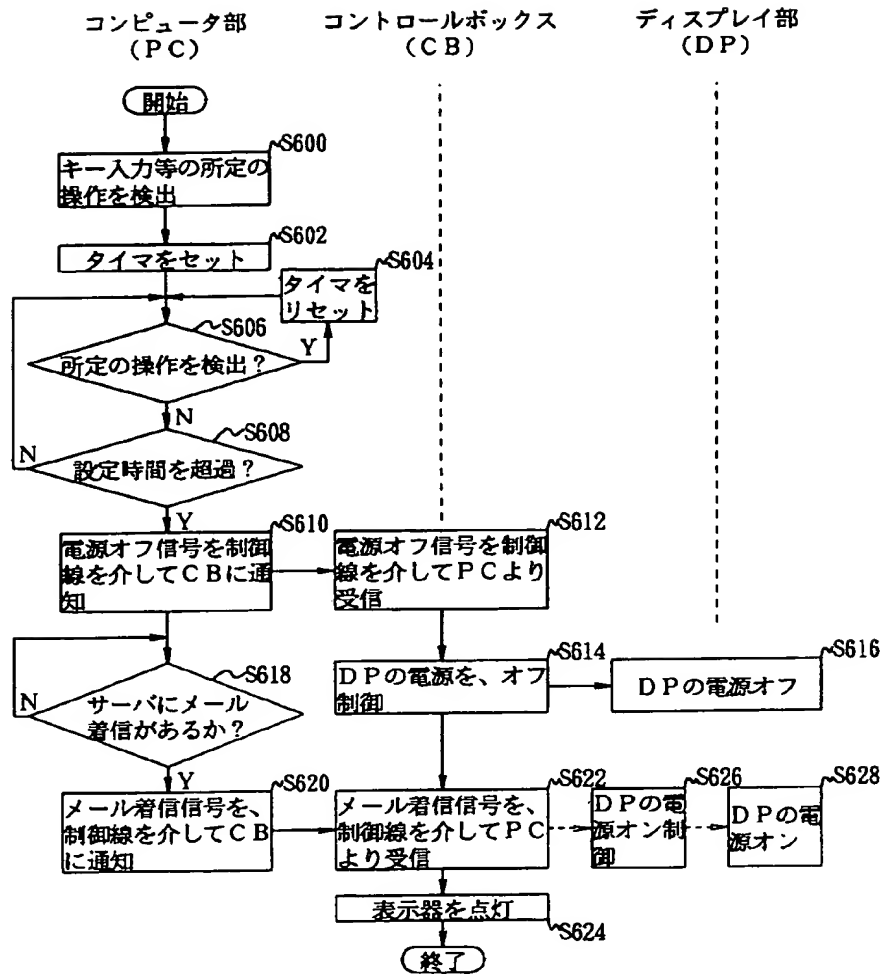 コンピュータ部
(PC)
コントロールボックス
(CB)
ディスプレイ部
(DP)
開始
S600
キー入力等の所定の
操作を検出
S602
タイマをセット
S604
タイマを
リセット
S606
所定の操作を検出?
Y
N
S608
設定時間を超過?
N
Y
S610
電源オフ信号を制御
線を介してCBに通
知
S612
電源オフ信号を制御
線を介してPCより
受信
S614
DPの電源を、オフ
制御
S616
DPの電源オフ
S618
サーバにメール
着信があるか?
N
Y
S620
メール着信信号を、
制御線を介してCB
に通知
S622
メール着信信号を、
制御線を介してPC
より受信
S626
DPの電
源オン制
御
S628
DPの電
源オン
表示器を点灯
S624
終了